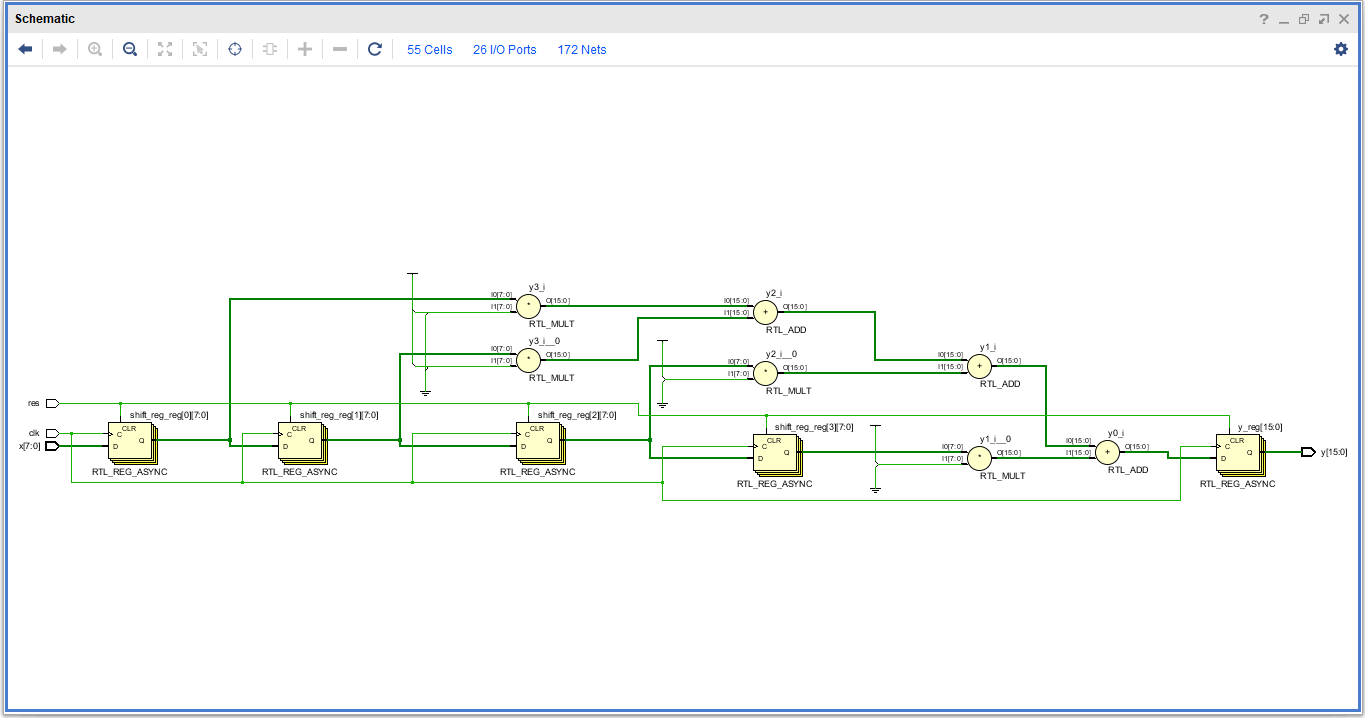 Schematic
55 Cells 26 I/O Ports 172 Nets
y3_i
I0[7:0]
I1[7:0]
O[15:0]
*
RTL_MULT
y2_i
I0[15:0]
I1[15:0]
O[15:0]
+
RTL_ADD
y3_i__0
I0[7:0]
I1[7:0]
O[15:0]
*
RTL_MULT
y2_i__0
I0[7:0]
I1[7:0]
O[15:0]
*
RTL_MULT
y1_i
I0[15:0]
I1[15:0]
O[15:0]
+
RTL_ADD
res
clk
x[7:0]
shift_reg_reg[0][7:0]
CLR
C
Q
D
RTL_REG_ASYNC
shift_reg_reg[1][7:0]
CLR
C
Q
D
RTL_REG_ASYNC
shift_reg_reg[2][7:0]
CLR
C
Q
D
RTL_REG_ASYNC
shift_reg_reg[3][7:0]
CLR
C
Q
D
RTL_REG_ASYNC
y1_i__0
I0[7:0]
I1[7:0]
O[15:0]
*
RTL_MULT
y0_i
I0[15:0]
I1[15:0]
O[15:0]
+
RTL_ADD
y_reg[15:0]
CLR
C
Q
D
RTL_REG_ASYNC
y[15:0]